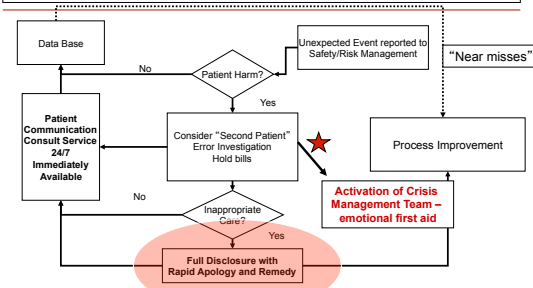 Data Base
Unexpected Event reported to
Safety/Risk Management
"Near misses"
No
Patient Harm?
Yes
Patient
Communication
Consult Service
24/7
Immediately
Available
Consider "Second Patient"
Error Investigation
Hold bills
Process Improvement
Activation of Crisis
Management Team –
emotional first aid
No
Inappropriate
Care?
Yes
Full Disclosure with
Rapid Apology and Remedy